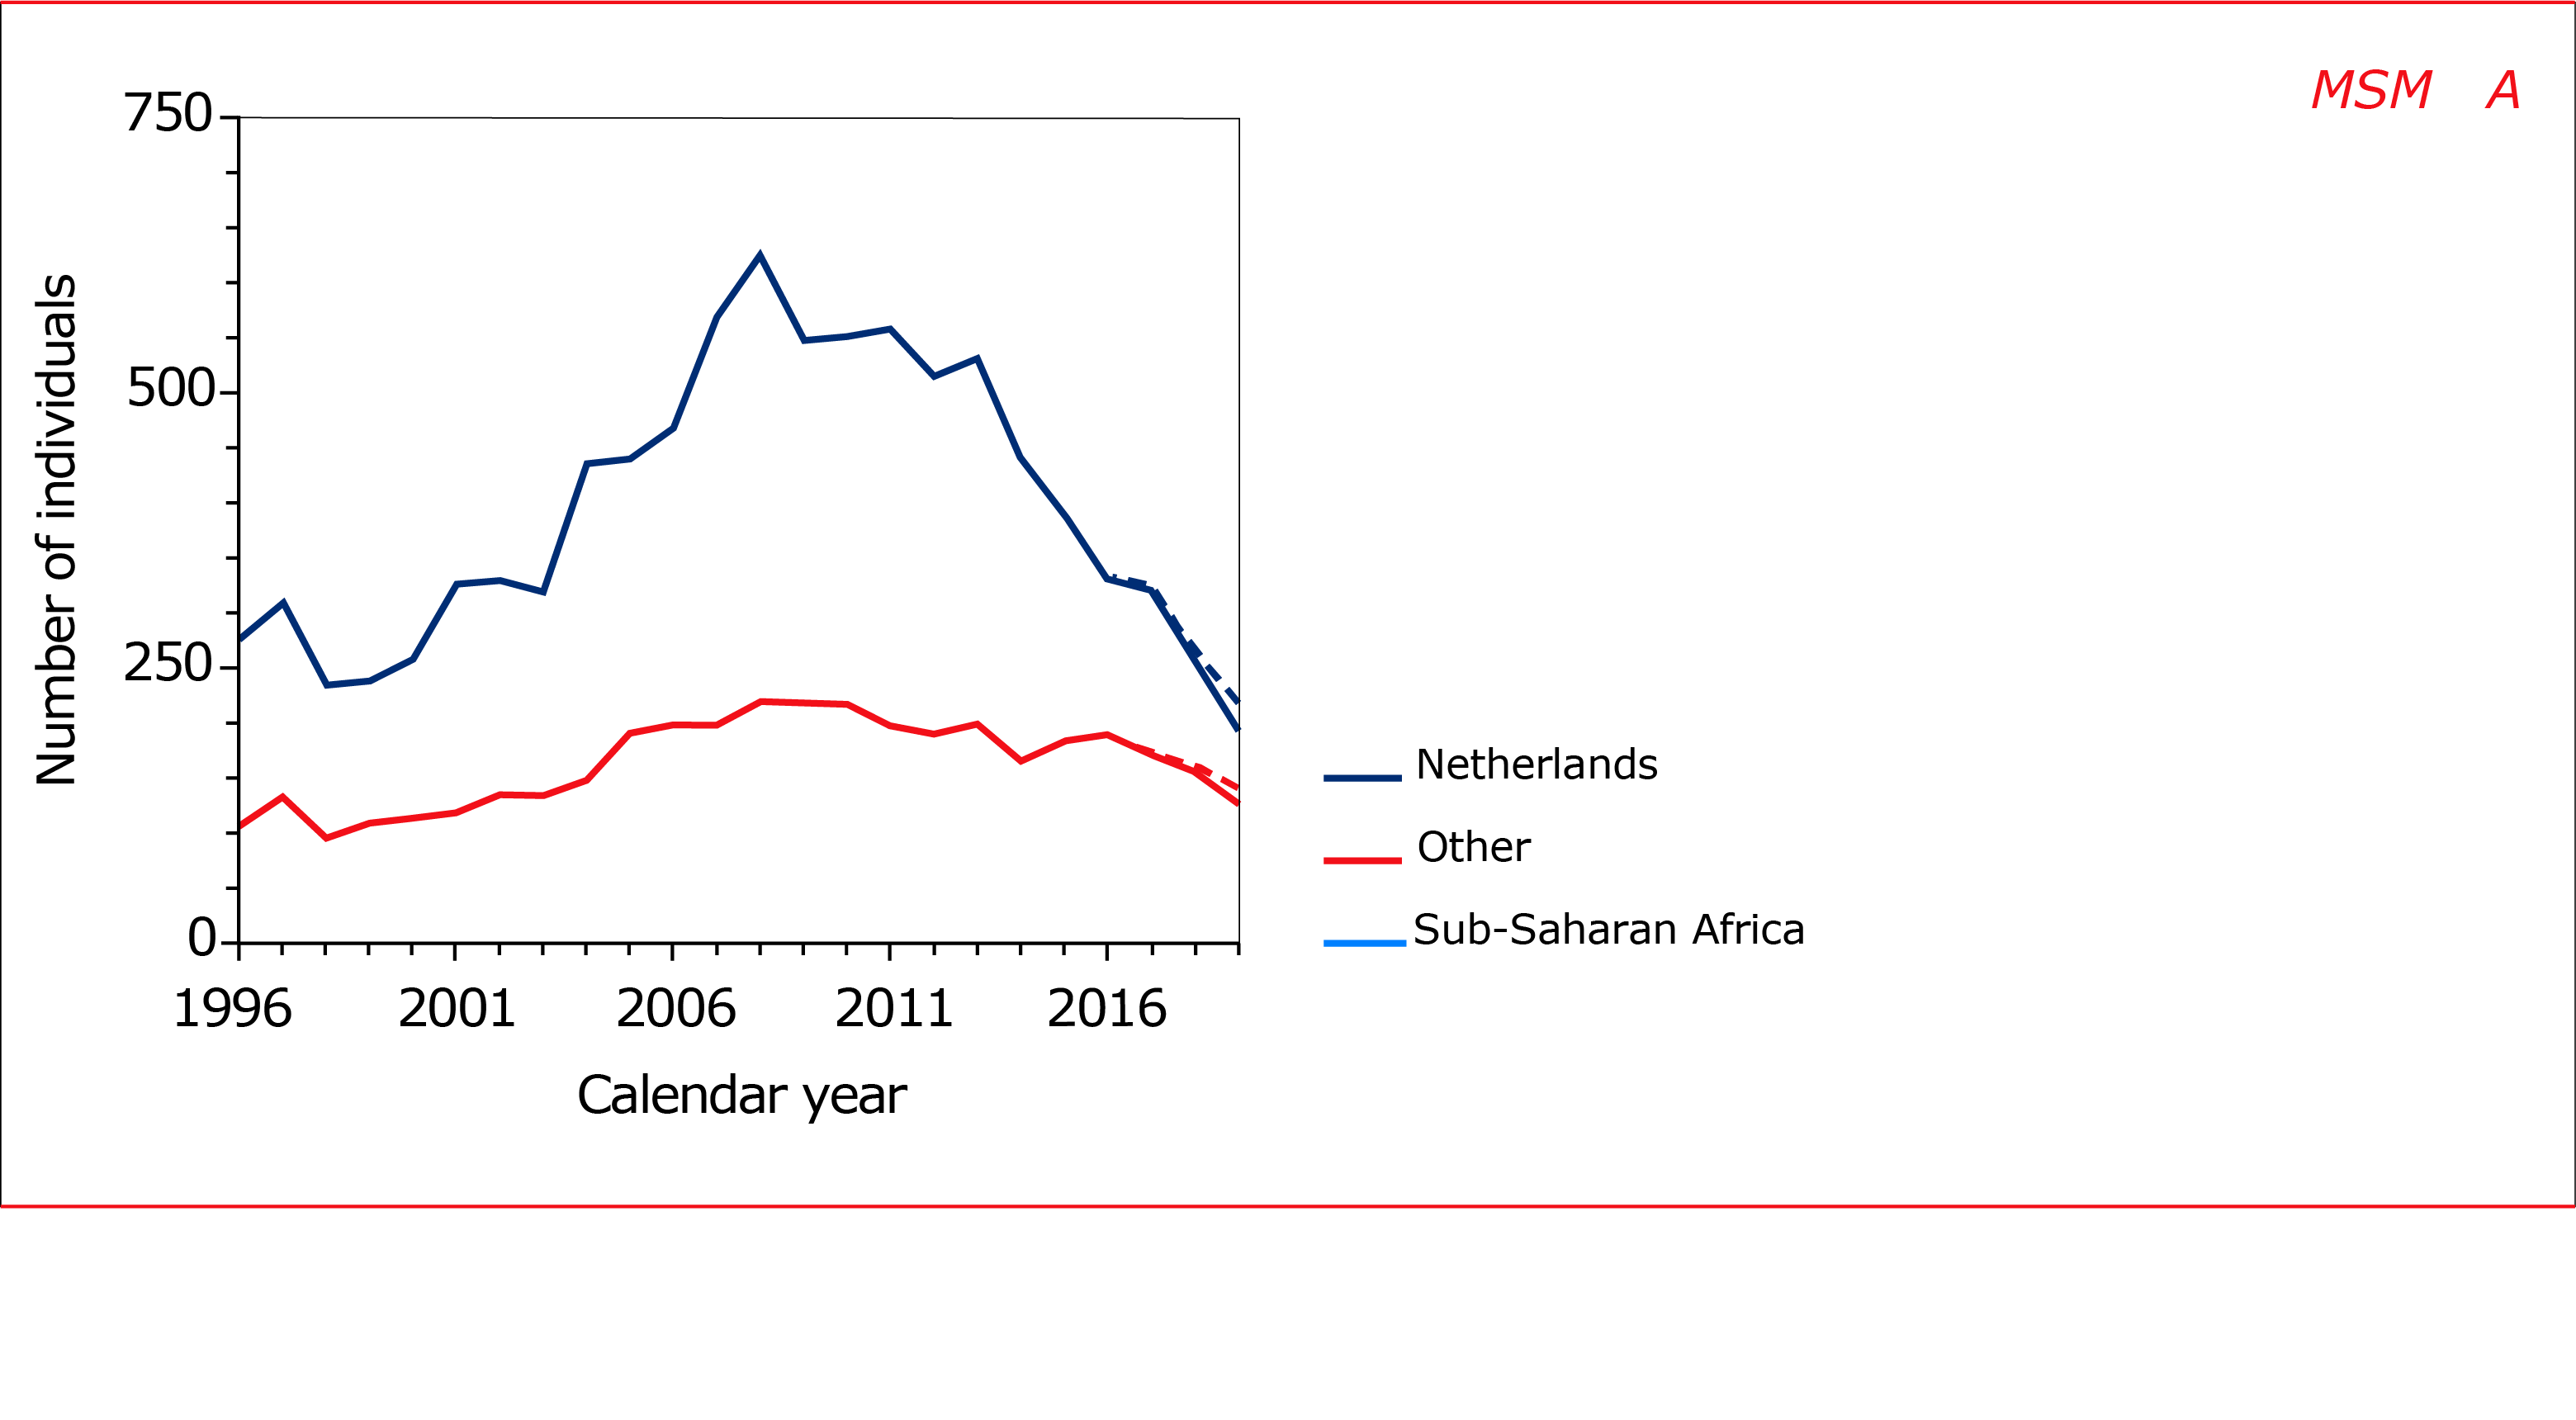 MSM A
750
500
250
0
Number of individuals
1996 2001 2006 2011 2016
Calendar year
Netherlands
Other
Sub-Saharan Africa